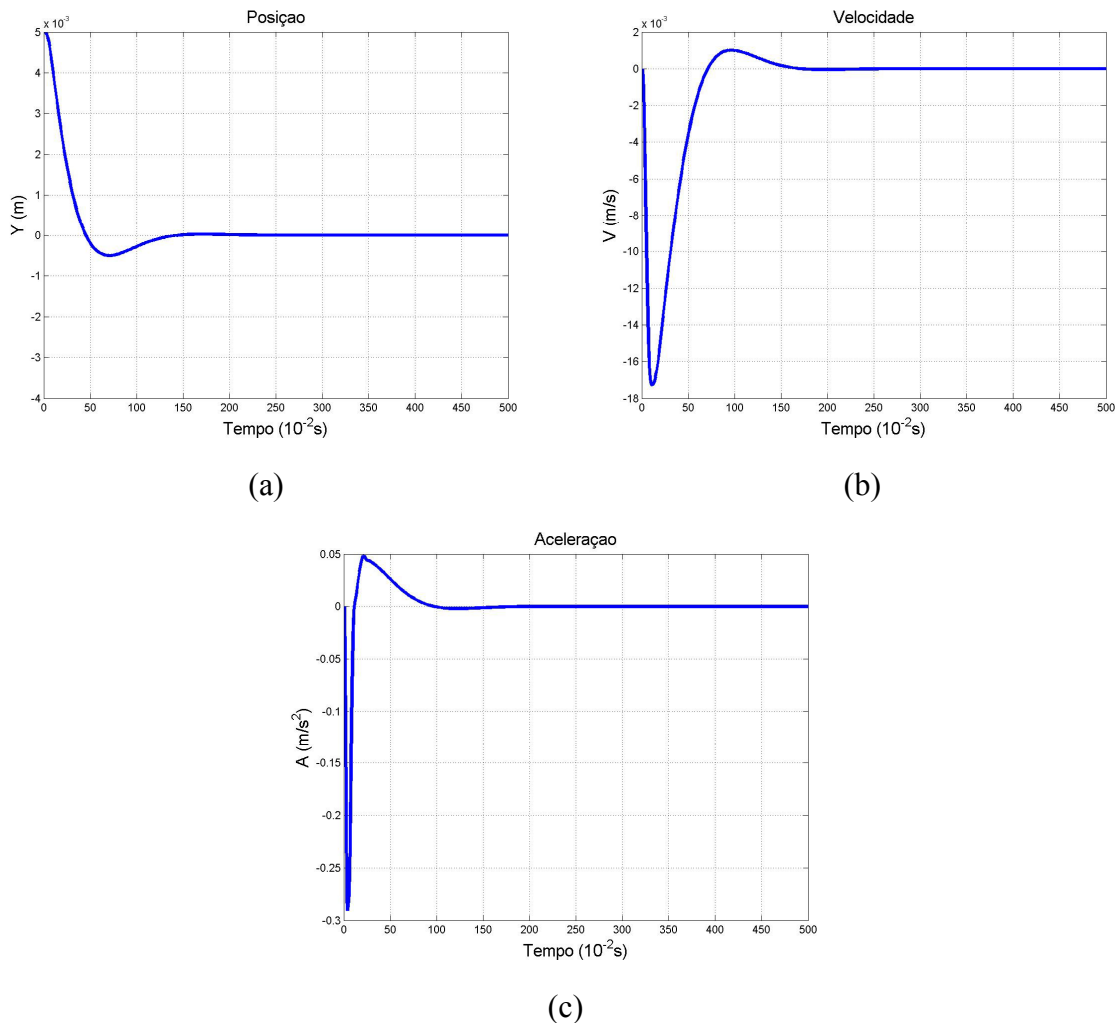 Posiçao
x 10⁻³
5
4
3
2
1
0
-1
-2
-3
-4
Y (m)
0 50 100 150 200 250 300 350 400 450 500
Tempo (10⁻²s)
(a)
Velocidade
x 10⁻³
2
0
-2
-4
-6
-8
-10
-12
-14
-16
-18
V (m/s)
0 50 100 150 200 250 300 350 400 450 500
Tempo (10⁻²s)
(b)
Aceleraçao
0.05
0
-0.05
-0.1
-0.15
-0.2
-0.25
-0.3
A (m/s²)
0 50 100 150 200 250 300 350 400 450 500
Tempo (10⁻²s)
(c)